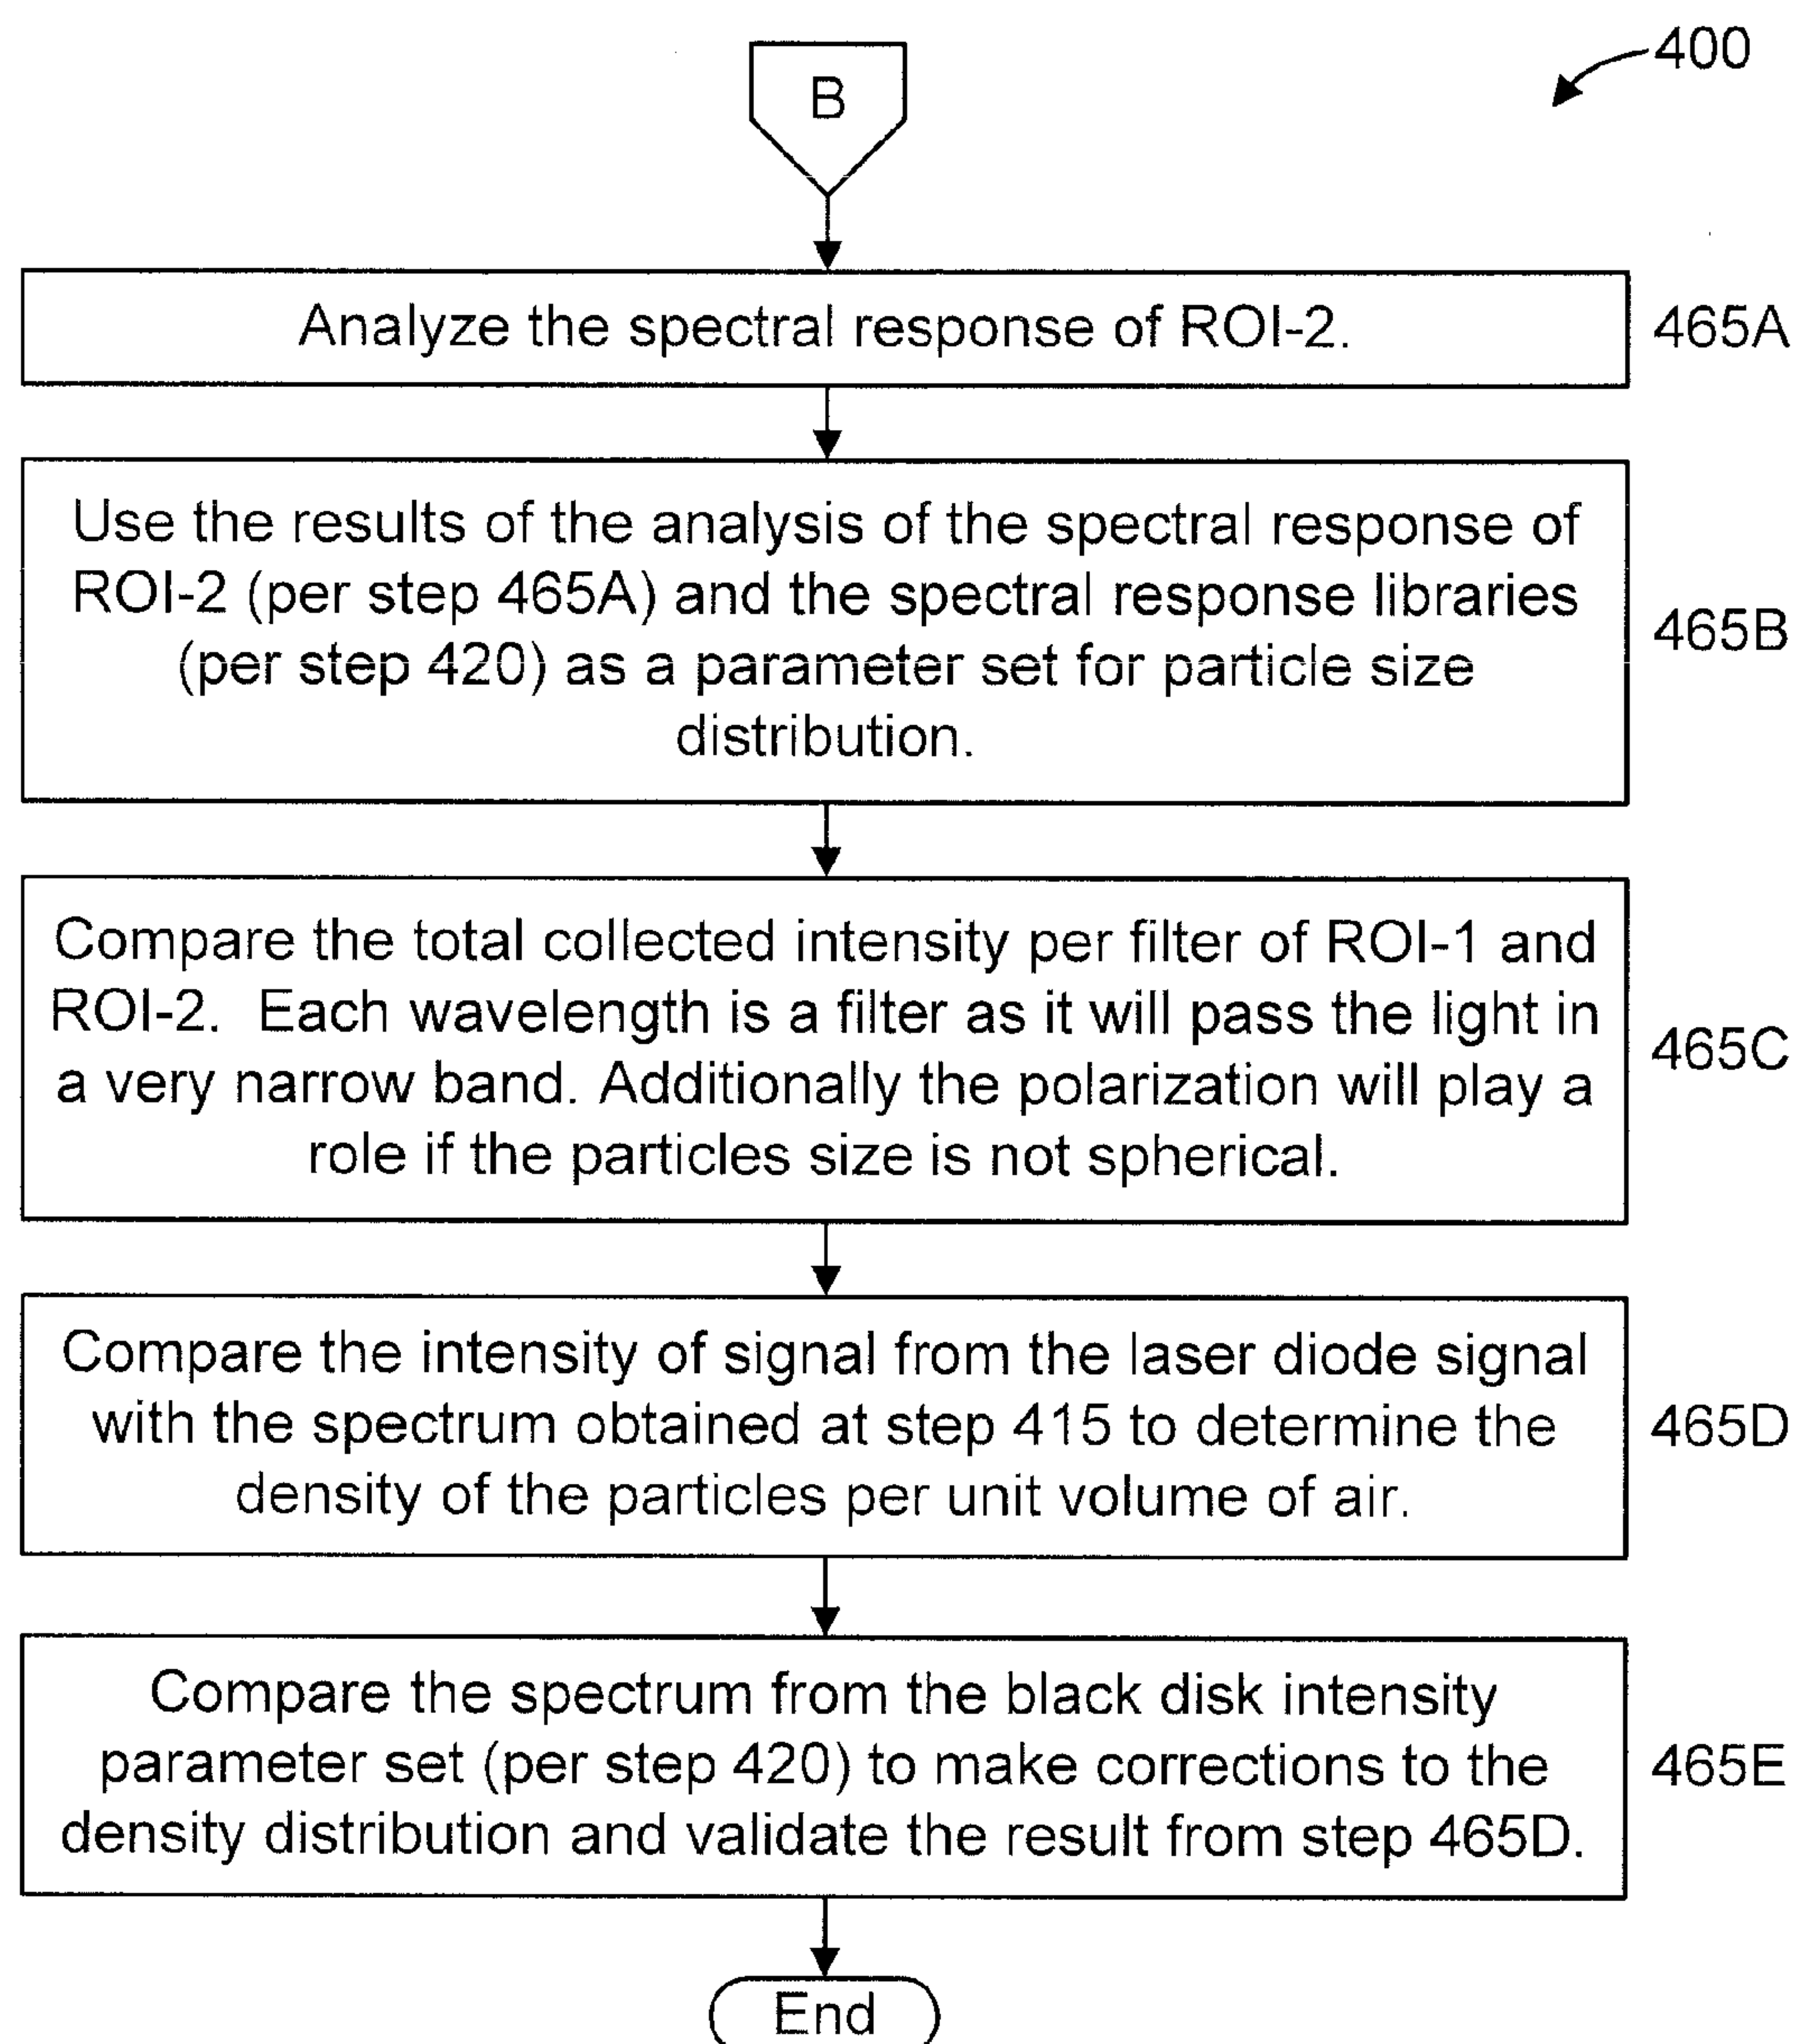 400
B
Analyze the spectral response of ROI-2.
465A
Use the results of the analysis of the spectral response of
ROI-2 (per step 465A) and the spectral response libraries
(per step 420) as a parameter set for particle size
distribution.
465B
Compare the total collected intensity per filter of ROI-1 and
ROI-2.  Each wavelength is a filter as it will pass the light in
a very narrow band. Additionally the polarization will play a
role if the particles size is not spherical.
465C
Compare the intensity of signal from the laser diode signal
with the spectrum obtained at step 415 to determine the
density of the particles per unit volume of air.
465D
Compare the spectrum from the black disk intensity
parameter set (per step 420) to make corrections to the
density distribution and validate the result from step 465D.
465E
End